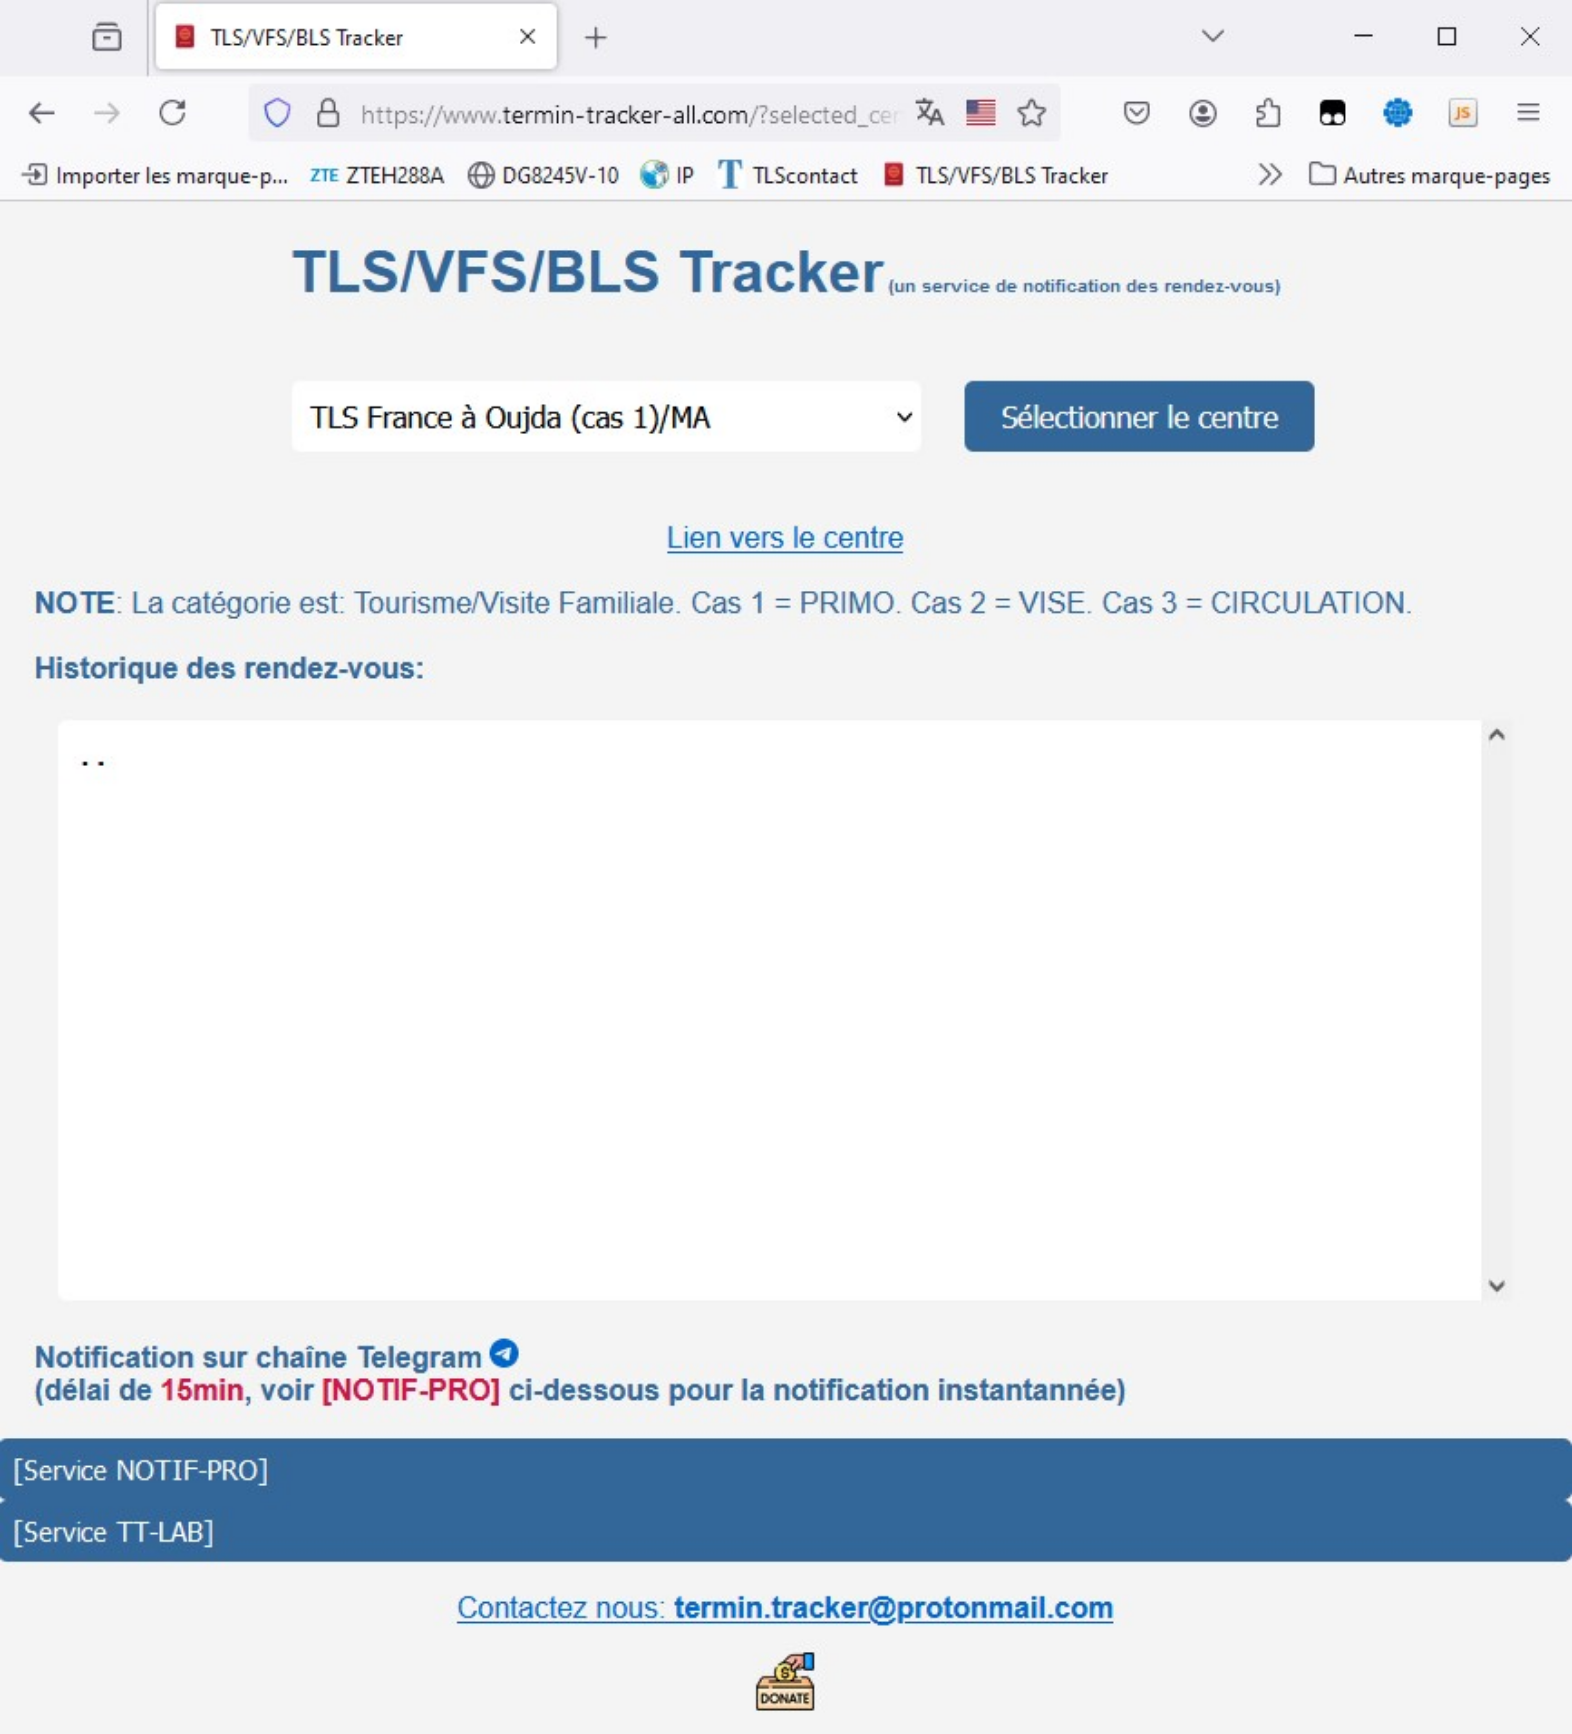 TLS/VFS/BLS Tracker
https://www.termin-tracker-all.com/?selected_cer
JS
Importer les marque-p... ZTE ZTEH288A DG8245V-10 IP T TLScontact TLS/VFS/BLS Tracker Autres marque-pages
TLS/VFS/BLS Tracker (un service de notification des rendez-vous)
TLS France à Oujda (cas 1)/MA
Sélectionner le centre
Lien vers le centre
NOTE: La catégorie est: Tourisme/Visite Familiale. Cas 1 = PRIMO. Cas 2 = VISE. Cas 3 = CIRCULATION.
Historique des rendez-vous:
..
Notification sur chaîne Telegram
(délai de 15min, voir [NOTIF-PRO] ci-dessous pour la notification instantannée)
[Service NOTIF-PRO]
[Service TT-LAB]
Contactez nous: termin.tracker@protonmail.com
DONATE